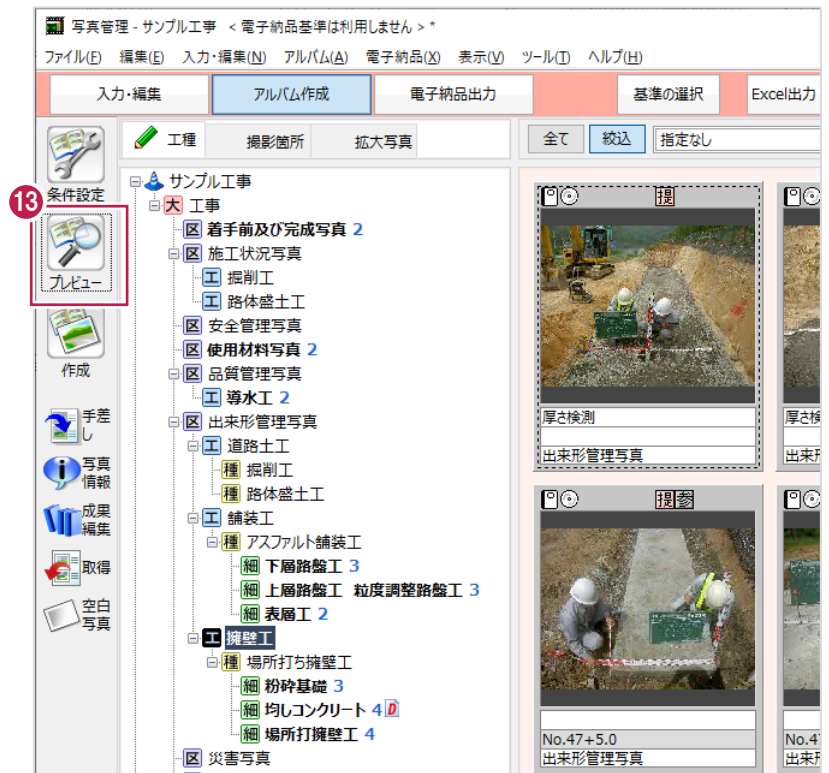 写真管理 - サンプル工事 < 電子納品基準は利用しません > *
ファイル(F) 編集(E) 入力・編集(N) アルバム(A) 電子納品(X) 表示(V) ツール(T) ヘルプ(H)
入力・編集 アルバム作成 電子納品出力 基準の選択 Excel出力
工種 撮影箇所 拡大写真 全て 絞込 指定なし
条件設定
13
プレビュー
作成
手差し
写真情報
成果編集
取得
空白写真
サンプル工事
大 工事
区 着手前及び完成写真 2
区 施工状況写真
工 掘削工
工 路体盛土工
区 安全管理写真
区 使用材料写真 2
区 品質管理写真
工 導水工 2
区 出来形管理写真
工 道路土工
種 掘削工
種 路体盛土工
工 舗装工
種 アスファルト舗装工
細 下層路盤工 3
細 上層路盤工 粒度調整路盤工 3
細 表層工 2
工 擁壁工
種 場所打ち擁壁工
細 粉砕基礎 3
細 均しコンクリート 4 D
細 場所打擁壁工 4
区 災害写真
提
厚さ検測 厚さ検
出来形管理写真 出来形
提 参
No.47+5.0 No.4
出来形管理写真 出来形